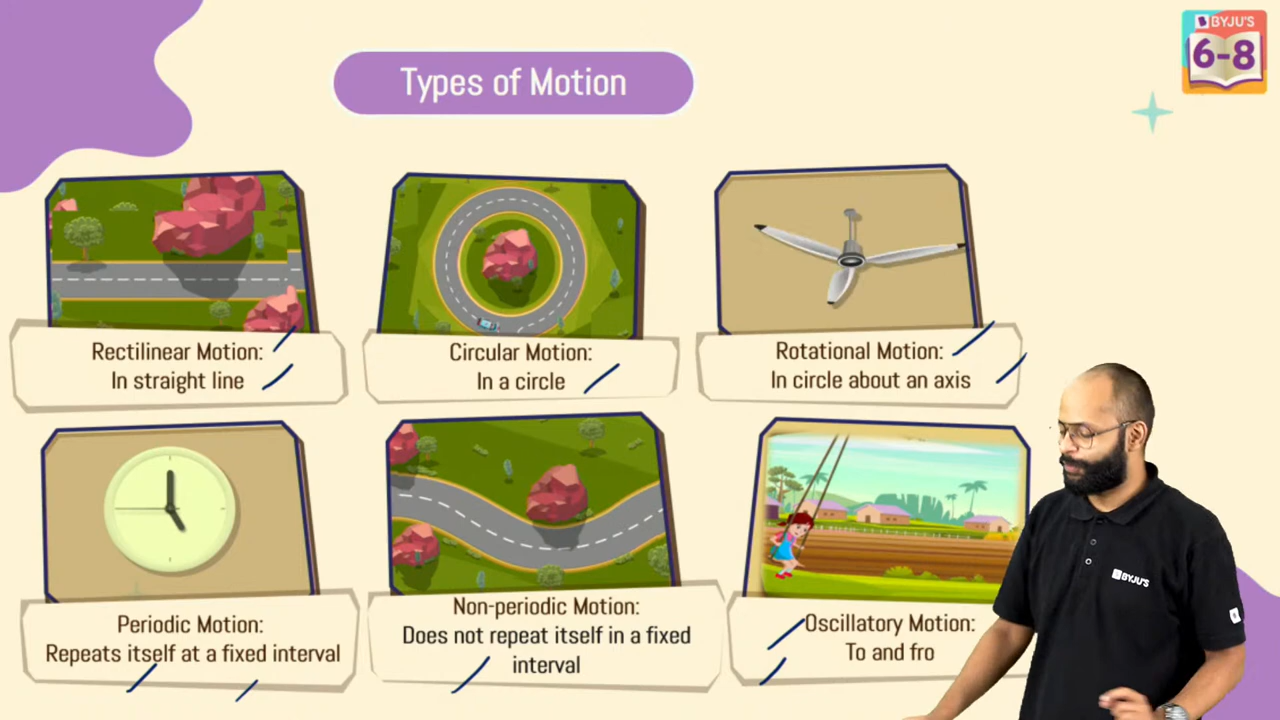 BYJU'S
6-8
Types of Motion
Rectilinear Motion:
In straight line
Circular Motion:
In a circle
Rotational Motion:
In circle about an axis
Periodic Motion:
Repeats itself at a fixed interval
Non-periodic Motion:
Does not repeat itself in a fixed
interval
Oscillatory Motion:
To and fro
BYJU'S